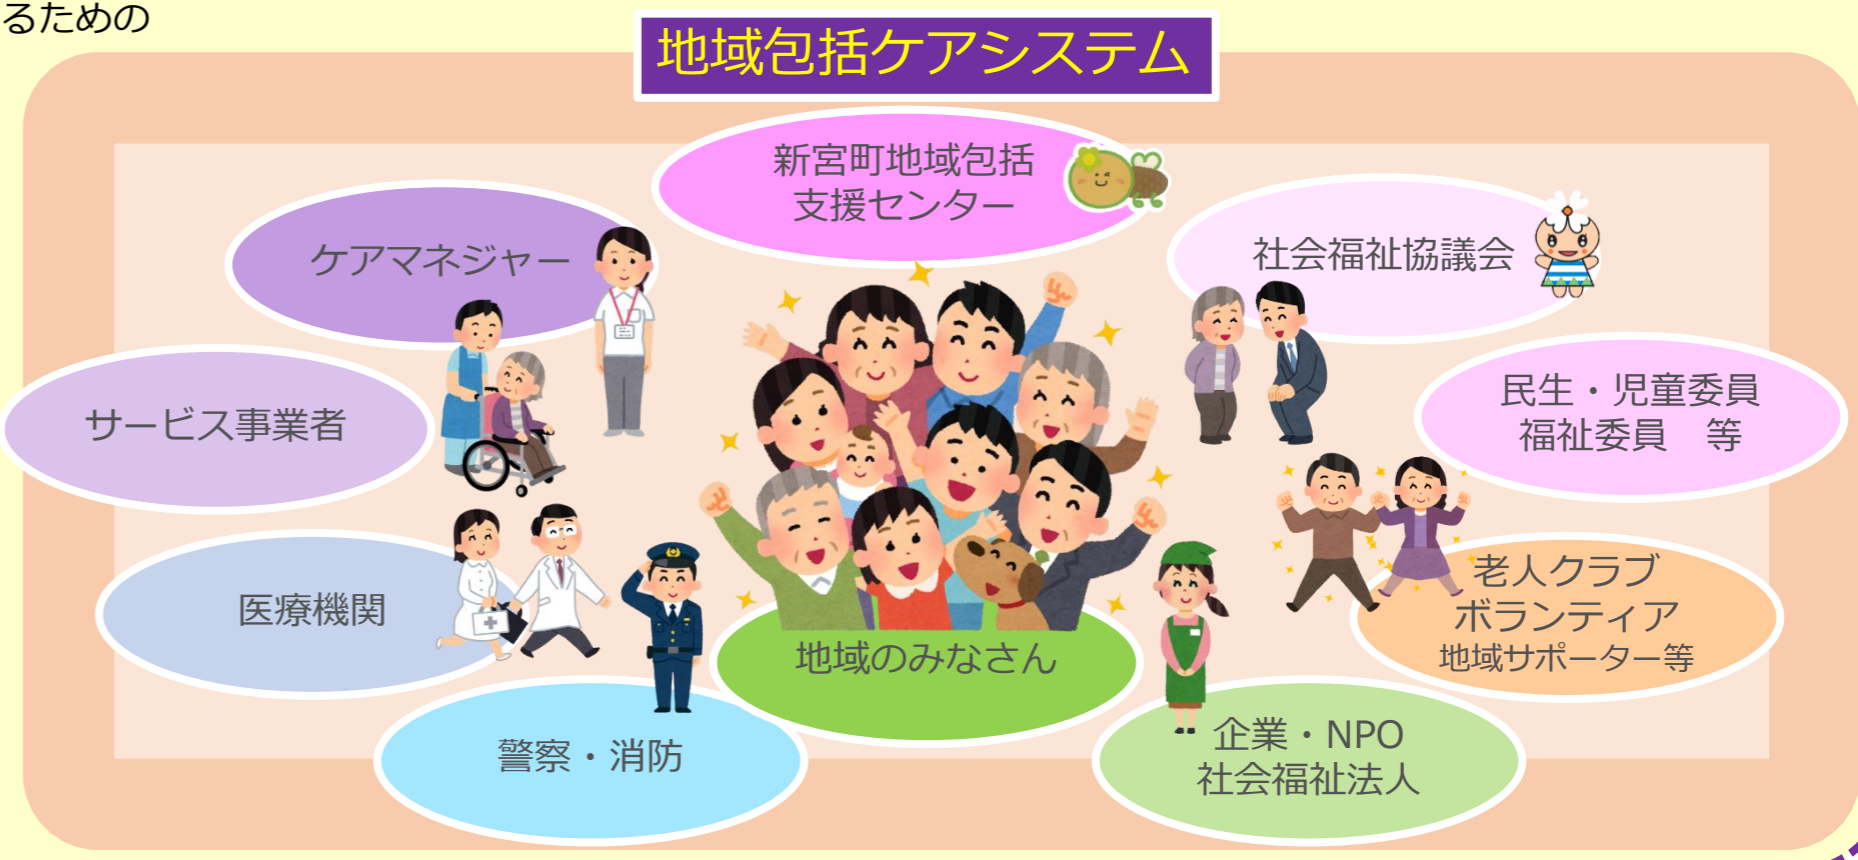 るための
地域包括ケアシステム
新宮町地域包括
支援センター
ケアマネジャー
社会福祉協議会
サービス事業者
民生・児童委員
福祉委員　等
医療機関
老人クラブ
ボランティア
地域サポーター等
地域のみなさん
警察・消防
企業・NPO
社会福祉法人